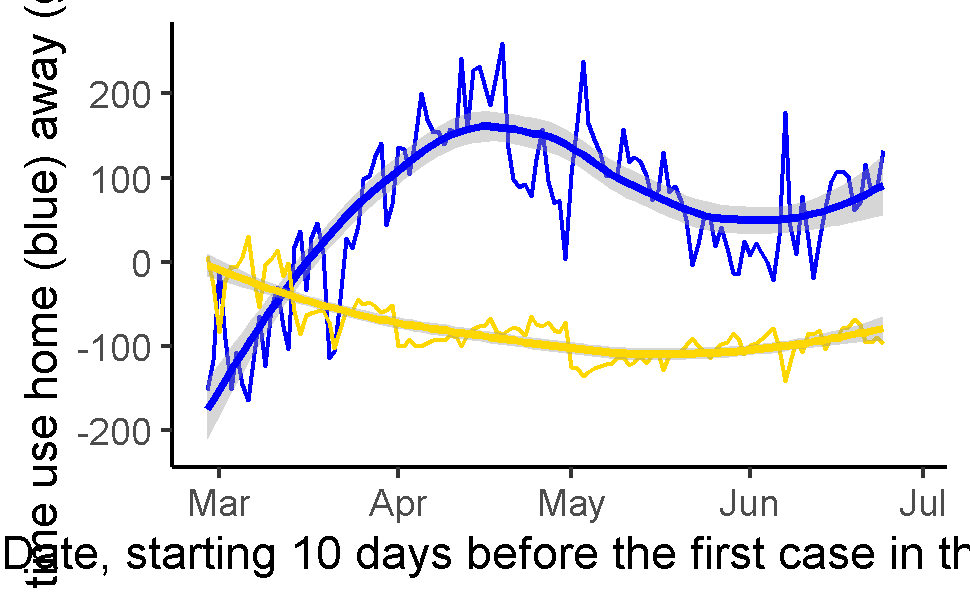 time use home (blue) away (
200
100
0
-100
-200
Mar Apr May Jun Jul
Date, starting 10 days before the first case in th